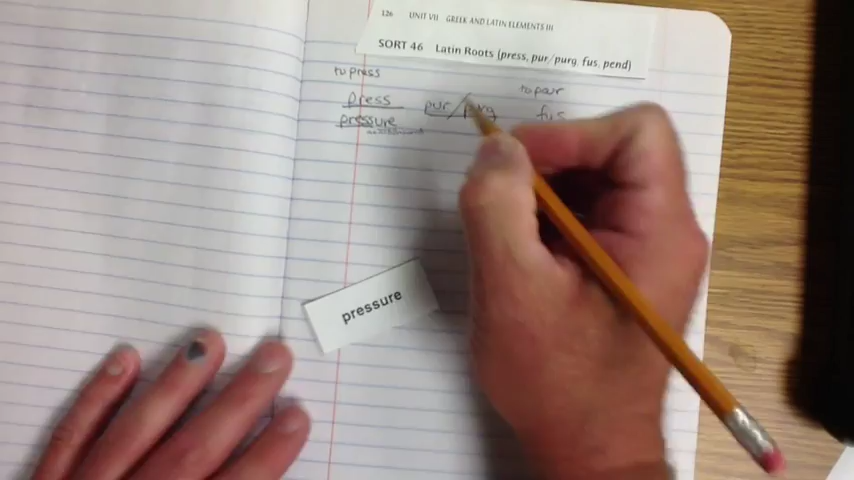 126 UNIT VII GREEK AND LATIN ELEMENTS III
SORT 46 Latin Roots (press, pur/purg, fus, pend)
to press
to pour
press pur/purg fus
pressure
pressure